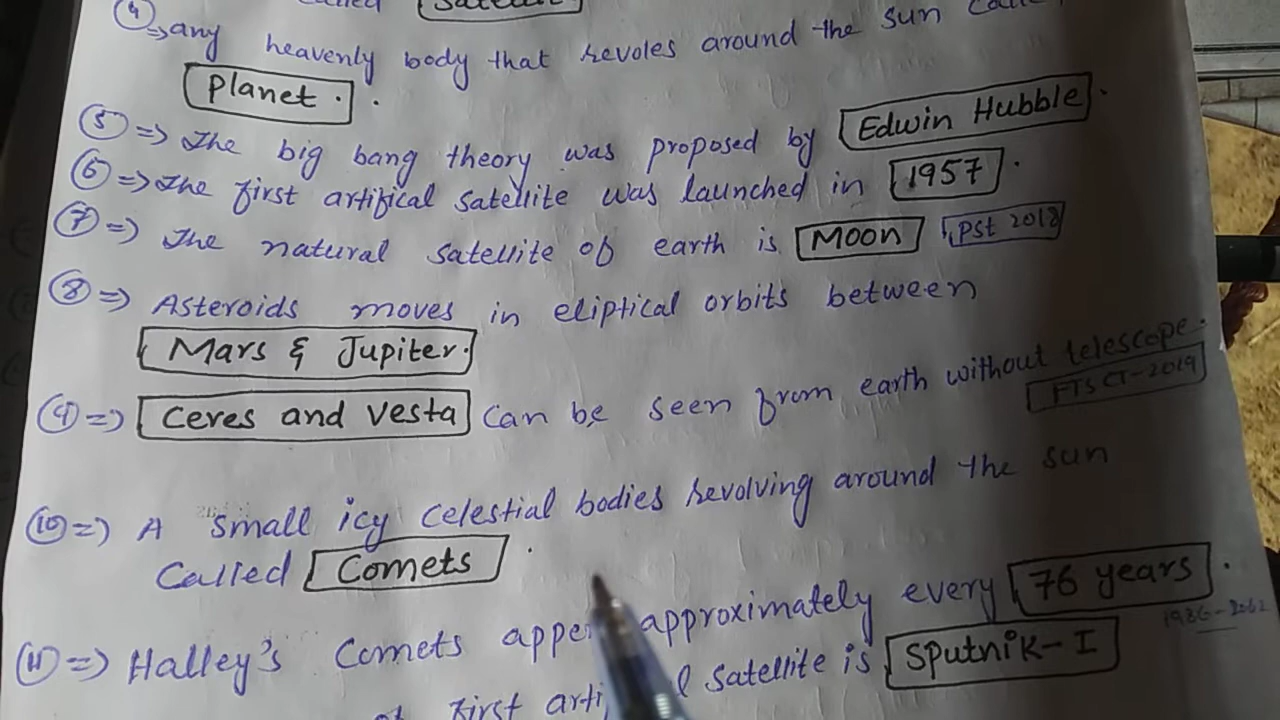 called Satellite
④ ⇒ any heavenly body that revoles around the sun call
Planet.
⑤ ⇒ The big bang theory was proposed by Edwin Hubble.
⑥ ⇒ The first artifical satellite was launched in 1957.
⑦ ⇒ The natural satellite of earth is Moon PSt 2018
⑧ ⇒ Asteroids moves in eliptical orbits between
Mars & Jupiter.
⑨ ⇒ Ceres and Vesta Can be seen from earth without telescope.
FTS CT-2019
⑩ ⇒ A small icy celestial bodies revolving around the sun
Called Comets.
⑪ ⇒ Halley's Comets appe approximately every 76 years.
1986-2062
first arti l satellite is Sputnik-I